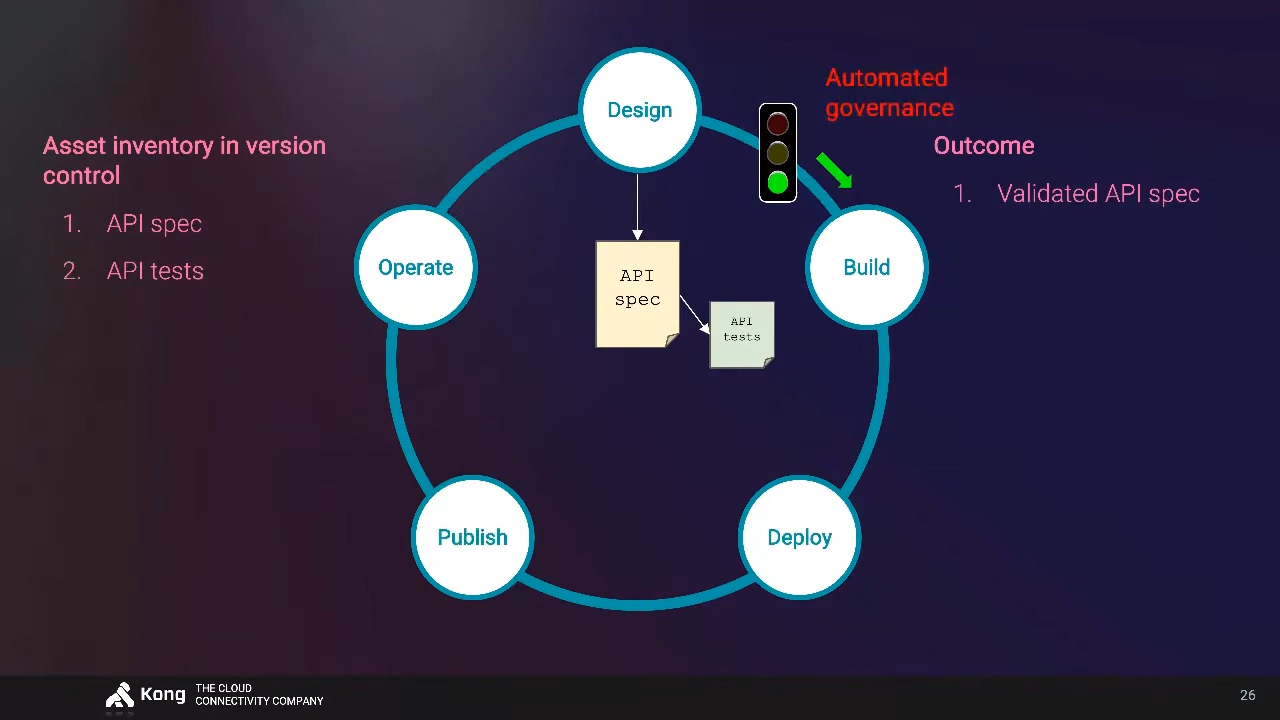 Design
Automated
governance
Asset inventory in version
control
1. API spec
2. API tests
Outcome
1. Validated API spec
Operate
Build
API
spec
API
tests
Publish
Deploy
Kong
THE CLOUD
CONNECTIVITY COMPANY
26